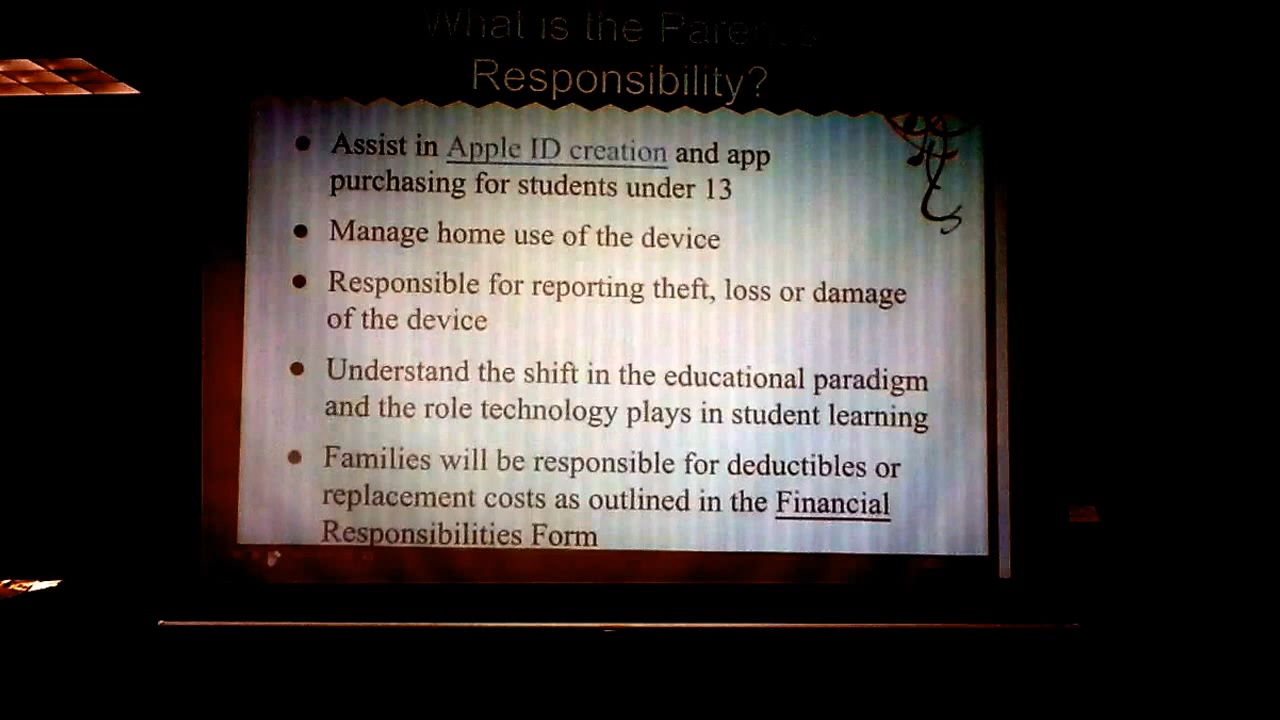 What is the Parent's
Responsibility?
• Assist in Apple ID creation and app
purchasing for students under 13
• Manage home use of the device
• Responsible for reporting theft, loss or damage
of the device
• Understand the shift in the educational paradigm
and the role technology plays in student learning
• Families will be responsible for deductibles or
replacement costs as outlined in the Financial
Responsibilities Form